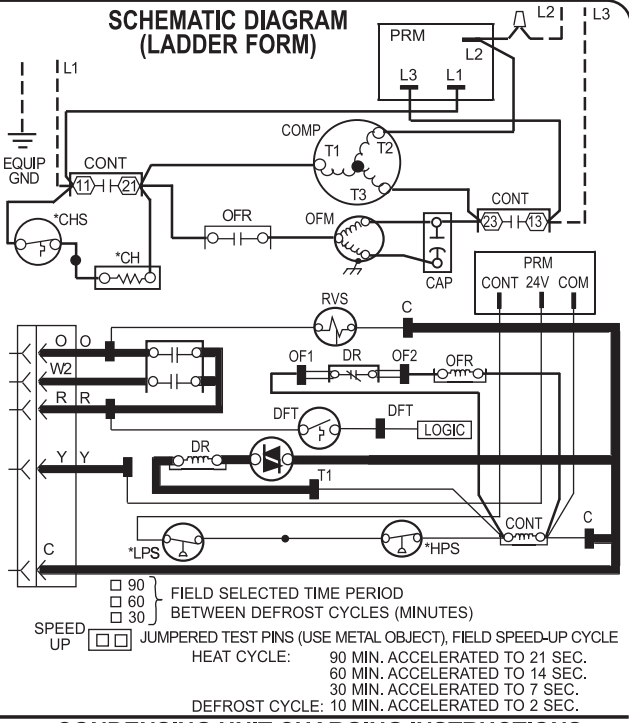 SCHEMATIC DIAGRAM
(LADDER FORM)
L2
L3
PRM
L2
L3 L1
L1
COMP
T1
T2
T3
EQUIP
GND
CONT
11 21
*CHS
*CH
OFR
OFM
CAP
CONT
23 13
PRM
CONT 24V COM
RVS
C
O O
W2
R R
OF1 DR OF2
OFR
DFT
DFT
LOGIC
Y Y
DR
T1
*LPS
*HPS
CONT
C
C
90
60
30
FIELD SELECTED TIME PERIOD
BETWEEN DEFROST CYCLES (MINUTES)
SPEED
UP
JUMPERED TEST PINS (USE METAL OBJECT), FIELD SPEED-UP CYCLE
HEAT CYCLE: 90 MIN. ACCELERATED TO 21 SEC.
60 MIN. ACCELERATED TO 14 SEC.
30 MIN. ACCELERATED TO 7 SEC.
DEFROST CYCLE: 10 MIN. ACCELERATED TO 2 SEC.
CONDENSING UNIT CHARGING INSTRUCTIONS